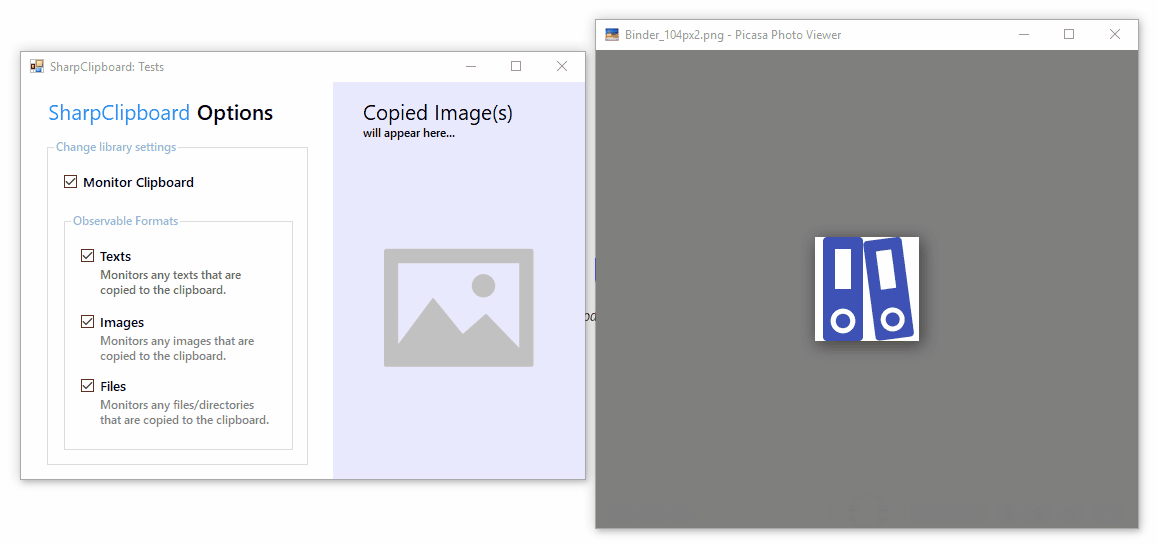 SharpClipboard: Tests
SharpClipboard Options
Change library settings
Monitor Clipboard
Observable Formats
Texts
Monitors any texts that are
copied to the clipboard.
Images
Monitors any images that are
copied to the clipboard.
Files
Monitors any files/directories
that are copied to the clipboard.
Copied Image(s)
will appear here...
Binder_104px2.png - Picasa Photo Viewer